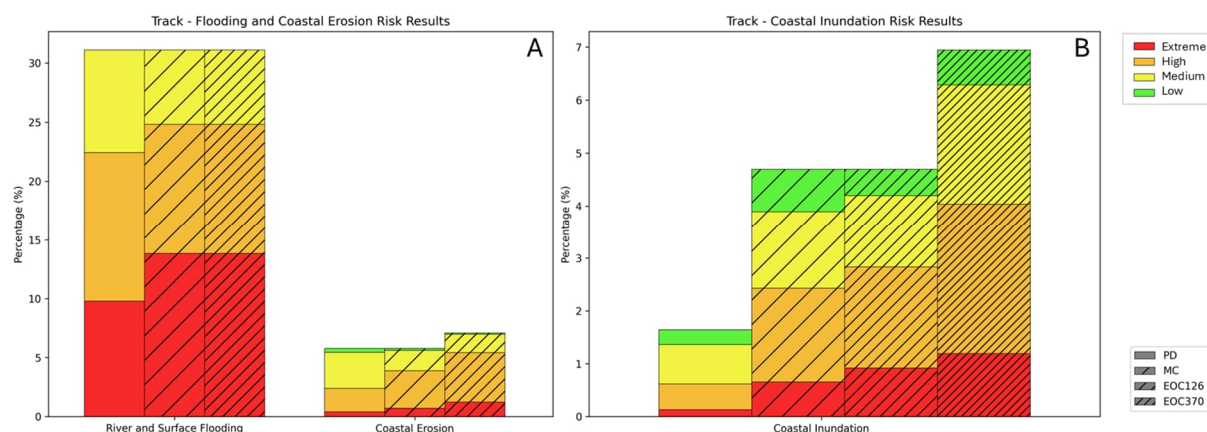 Track - Flooding and Coastal Erosion Risk Results
A
Percentage (%)
30
25
20
15
10
5
0
River and Surface Flooding
Coastal Erosion
Track - Coastal Inundation Risk Results
B
Percentage (%)
7
6
5
4
3
2
1
0
Coastal Inundation
Extreme
High
Medium
Low
PD
MC
EOC126
EOC370